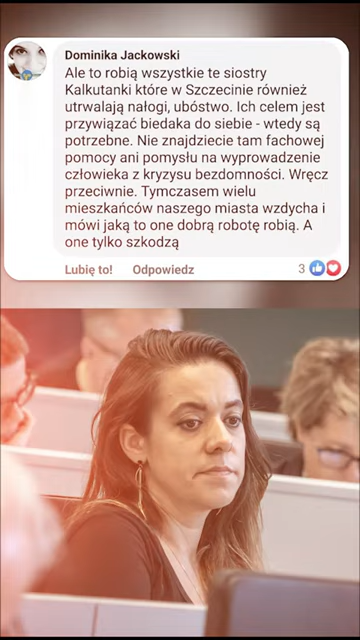 Dominika Jackowski
Ale to robią wszystkie te siostry
Kalkutanki które w Szczecinie również
utrwalają nałogi, ubóstwo. Ich celem jest
przywiązać biedaka do siebie - wtedy są
potrzebne. Nie znajdziecie tam fachowej
pomocy ani pomysłu na wyprowadzenie
człowieka z kryzysu bezdomności. Wręcz
przeciwnie. Tymczasem wielu
mieszkańców naszego miasta wzdycha i
mówi jaką to one dobrą robotę robią. A
one tylko szkodzą
Lubię to! Odpowiedz 3